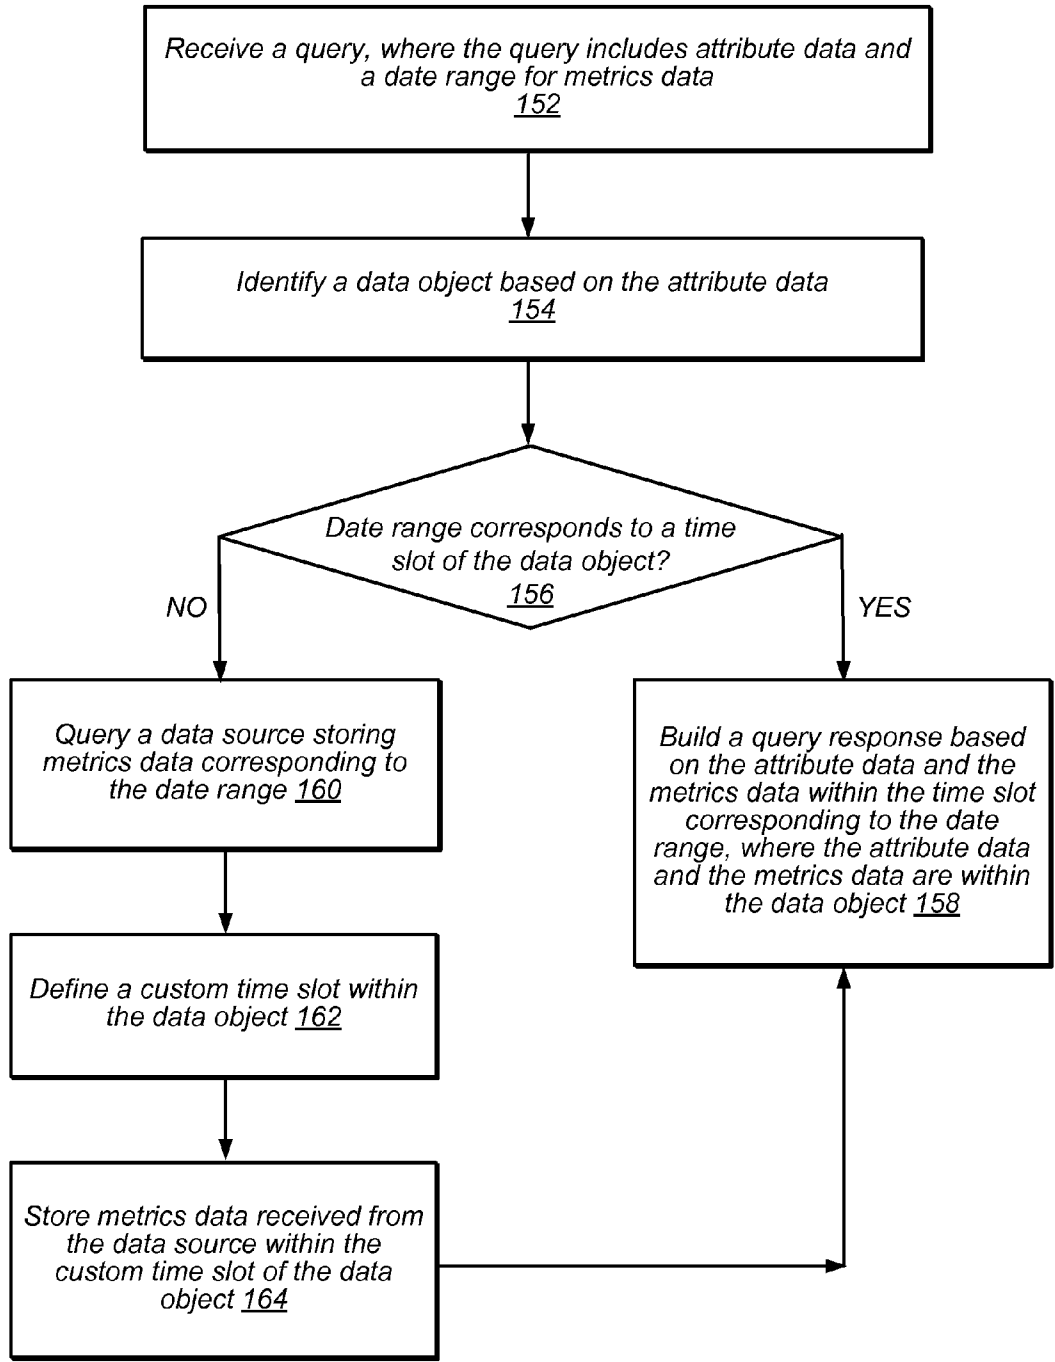 Receive a query, where the query includes attribute data and
a date range for metrics data
152
Identify a data object based on the attribute data
154
Date range corresponds to a time
slot of the data object?
156
NO
YES
Query a data source storing
metrics data corresponding to
the date range 160
Build a query response based
on the attribute data and the
metrics data within the time slot
corresponding to the date
range, where the attribute data
and the metrics data are within
the data object 158
Define a custom time slot within
the data object 162
Store metrics data received from
the data source within the
custom time slot of the data
object 164